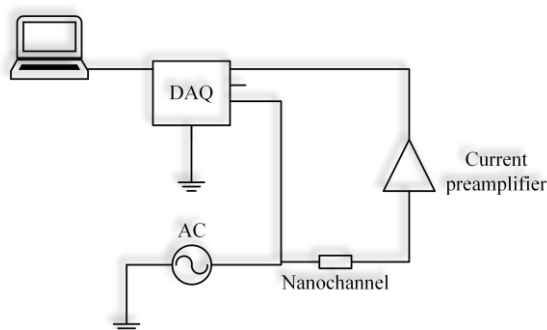 DAQ
Current
preamplifier
AC
Nanochannel